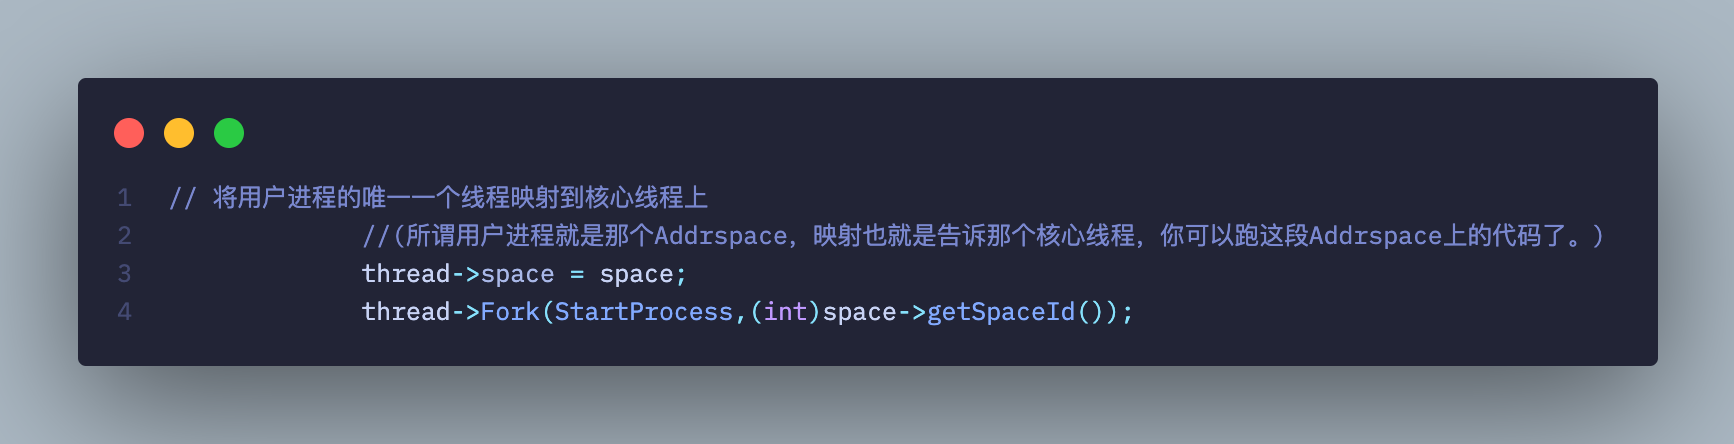 1 // 将用户进程的唯一一个线程映射到核心线程上
2 //(所谓用户进程就是那个Addrspace，映射也就是告诉那个核心线程，你可以跑这段Addrspace上的代码了。)
3 thread->space = space;
4 thread->Fork(StartProcess,(int)space->getSpaceId());